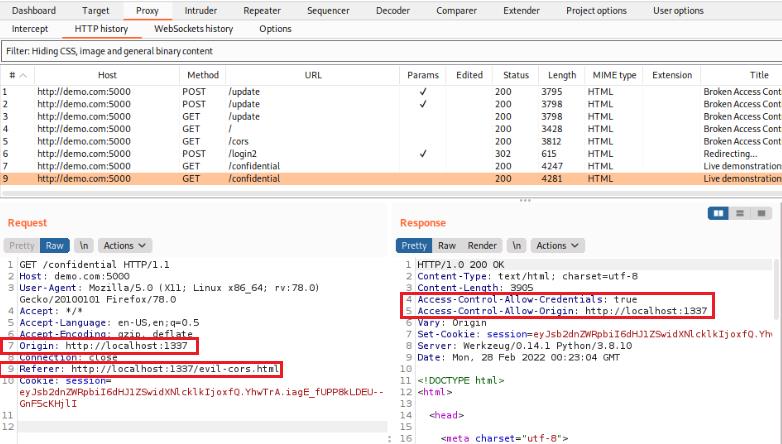 Dashboard Target Proxy Intruder Repeater Sequencer Decoder Comparer Extender Project options User options
Intercept HTTP history WebSockets history Options
Filter: Hiding CSS, image and general binary content
# Host Method URL Params Edited Status Length MIME type Extension Title
1 http://demo.com:5000 POST /update ✓ 200 3795 HTML Broken Access Cont
2 http://demo.com:5000 POST /update ✓ 200 3798 HTML Broken Access Cont
3 http://demo.com:5000 GET /update 200 3798 HTML Broken Access Cont
4 http://demo.com:5000 GET / 200 3428 HTML Broken Access Cont
5 http://demo.com:5000 GET /cors 200 3812 HTML Broken Access Cont
6 http://demo.com:5000 POST /login2 ✓ 302 615 HTML Redirecting...
7 http://demo.com:5000 GET /confidential 200 4247 HTML Live demonstration
9 http://demo.com:5000 GET /confidential 200 4281 HTML Live demonstration
Request
Pretty Raw \n Actions
1 GET /confidential HTTP/1.1
2 Host: demo.com:5000
3 User-Agent: Mozilla/5.0 (X11; Linux x86_64; rv:78.0)
Gecko/20100101 Firefox/78.0
4 Accept: */*
5 Accept-Language: en-US,en;q=0.5
6 Accept-Encoding: gzip, deflate
7 Origin: http://localhost:1337
8 Connection: close
9 Referer: http://localhost:1337/evil-cors.html
10 Cookie: session=
eyJsb2dnZWRpbiI6dHJ1ZSwidXNlcklkIjoxfQ.YhwTrA.iagE_fUPP8kLDEU--
GnF5cKHjlI
11
12
Response
Pretty Raw Render \n Actions
1 HTTP/1.0 200 OK
2 Content-Type: text/html; charset=utf-8
3 Content-Length: 3905
4 Access-Control-Allow-Credentials: true
5 Access-Control-Allow-Origin: http://localhost:1337
6 Vary: Origin
7 Set-Cookie: session=eyJsb2dnZWRpbiI6dHJ1ZSwidXNlcklkIjoxfQ.Yhw
8 Server: Werkzeug/0.14.1 Python/3.8.10
9 Date: Mon, 28 Feb 2022 00:23:04 GMT
10
11 <!DOCTYPE html>
12 <html>
13
14 <head>
15
16 <meta charset="utf-8">